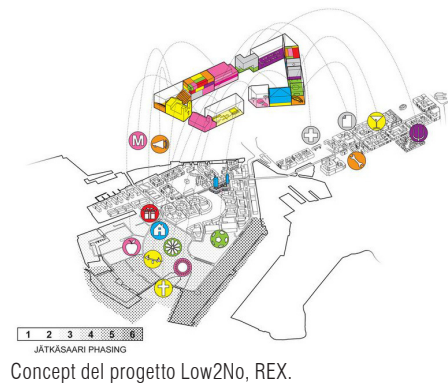 M
1 2 3 4 5 6
JÄTKÄSAARI PHASING
Concept del progetto Low2No, REX.